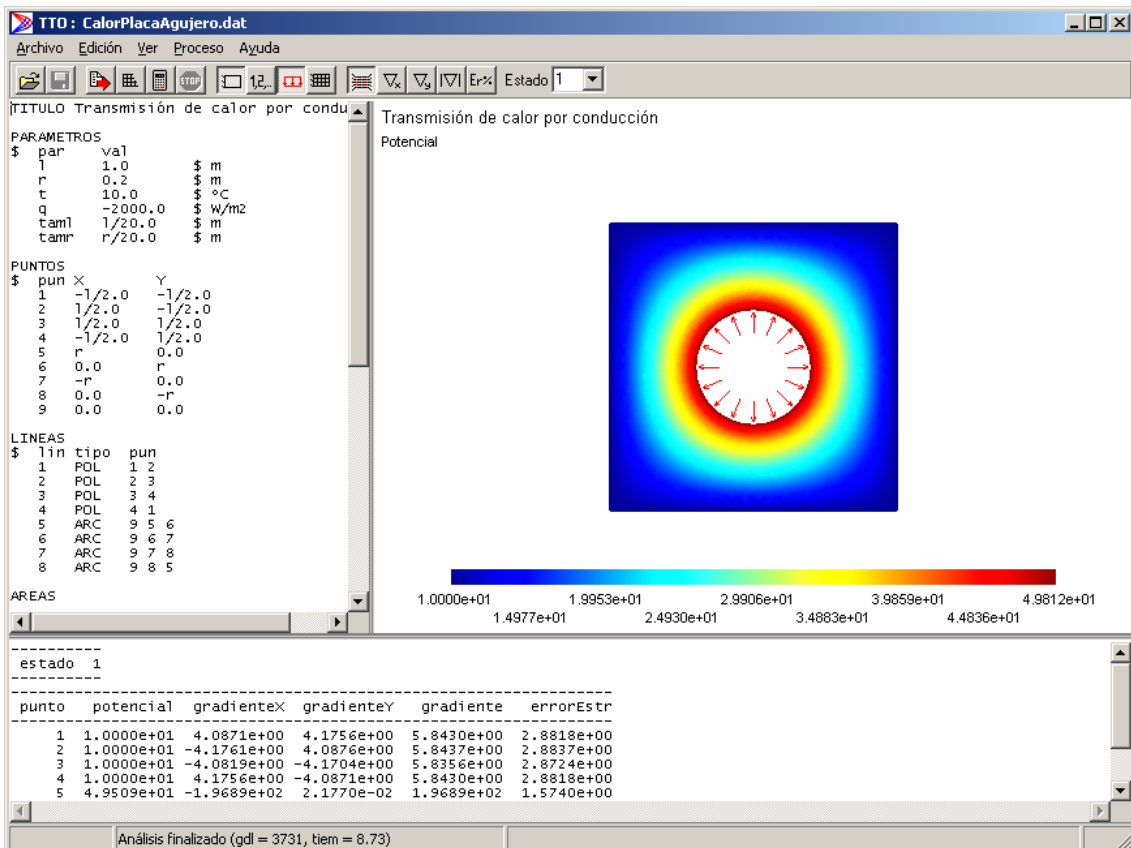 TTO : CalorPlacaAgujero.dat
Archivo Edición Ver Proceso Ayuda
STOP 1,2,.. ∇x ∇y |∇| Er% Estado 1
TITULO Transmisión de calor por condu
PARAMETROS
$ par val
l 1.0 $ m
r 0.2 $ m
t 10.0 $ °C
q -2000.0 $ W/m2
taml l/20.0 $ m
tamr r/20.0 $ m
PUNTOS
$ pun X Y
1 -l/2.0 -l/2.0
2 l/2.0 -l/2.0
3 l/2.0 l/2.0
4 -l/2.0 l/2.0
5 r 0.0
6 0.0 r
7 -r 0.0
8 0.0 -r
9 0.0 0.0
LINEAS
$ lin tipo pun
1 POL 1 2
2 POL 2 3
3 POL 3 4
4 POL 4 1
5 ARC 9 5 6
6 ARC 9 6 7
7 ARC 9 7 8
8 ARC 9 8 5
AREAS
Transmisión de calor por conducción
Potencial
1.0000e+01 1.9953e+01 2.9906e+01 3.9859e+01 4.9812e+01
1.4977e+01 2.4930e+01 3.4883e+01 4.4836e+01
----------
estado 1
----------
------------------------------------------------------------------
punto potencial gradienteX gradienteY gradiente errorEstr
------------------------------------------------------------------
1 1.0000e+01 4.0871e+00 4.1756e+00 5.8430e+00 2.8818e+00
2 1.0000e+01 -4.1761e+00 4.0876e+00 5.8437e+00 2.8837e+00
3 1.0000e+01 -4.0819e+00 -4.1704e+00 5.8356e+00 2.8724e+00
4 1.0000e+01 4.1756e+00 -4.0871e+00 5.8430e+00 2.8818e+00
5 4.9509e+01 -1.9689e+02 2.1770e-02 1.9689e+02 1.5740e+00
Análisis finalizado (gdl = 3731, tiem = 8.73)